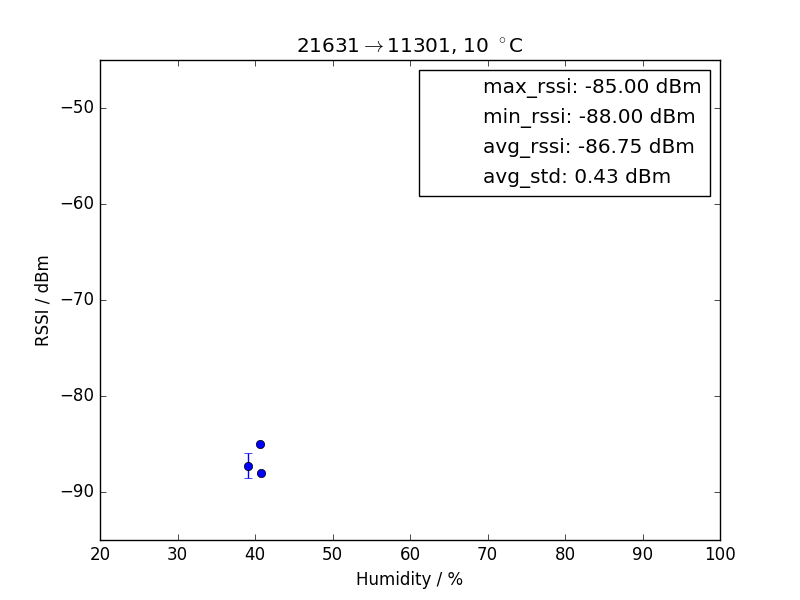 21631→11301, 10 °C
max_rssi: -85.00 dBm
min_rssi: -88.00 dBm
avg_rssi: -86.75 dBm
avg_std: 0.43 dBm
−50
−60
−70
−80
−90
RSSI / dBm
20 30 40 50 60 70 80 90 100
Humidity / %